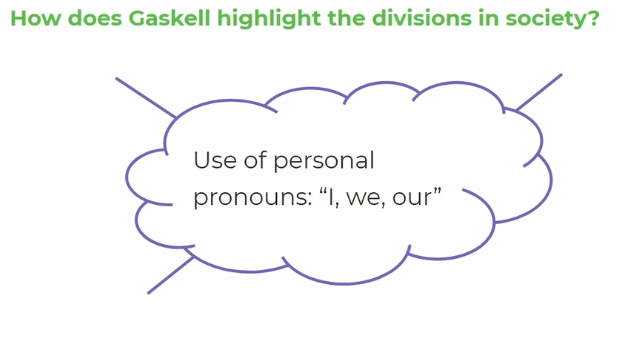 How does Gaskell highlight the divisions in society?
Use of personal
pronouns: “I, we, our”